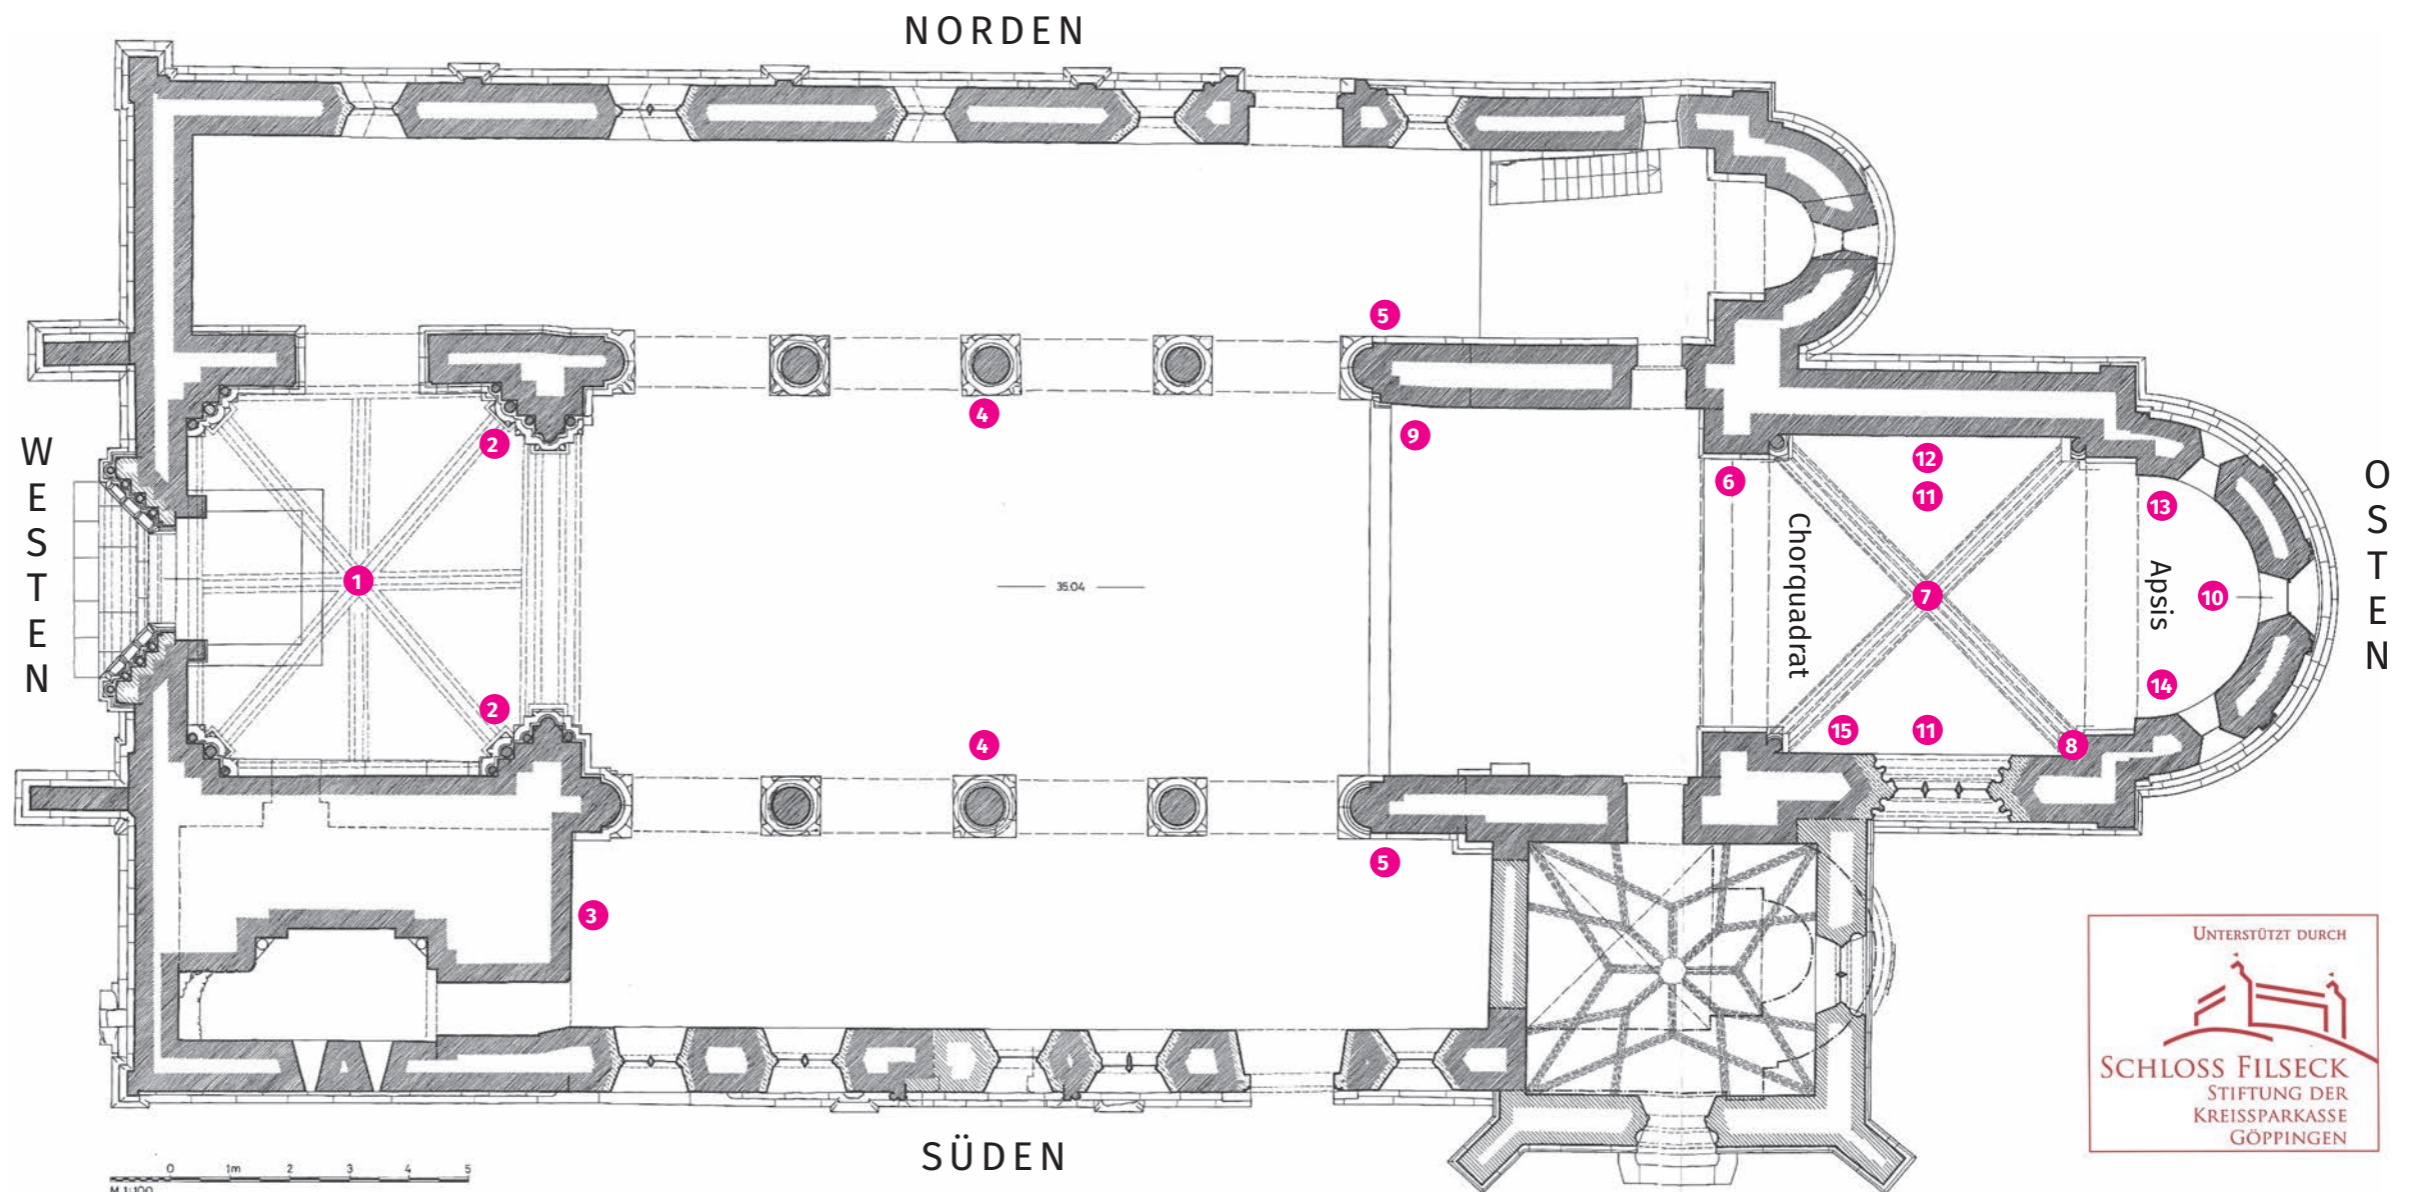 NORDEN
WESTEN
OSTEN
SÜDEN
5
4
9
2
12
6
11
13
Chorquadrat
Apsis
1
35.04
7
10
14
2
4
15
11
8
5
3
UNTERSTÜTZT DURCH
SCHLOSS FILSECK
STIFTUNG DER
KREISSPARKASSE
GÖPPINGEN
0 1m 2 3 4 5
M 1:100